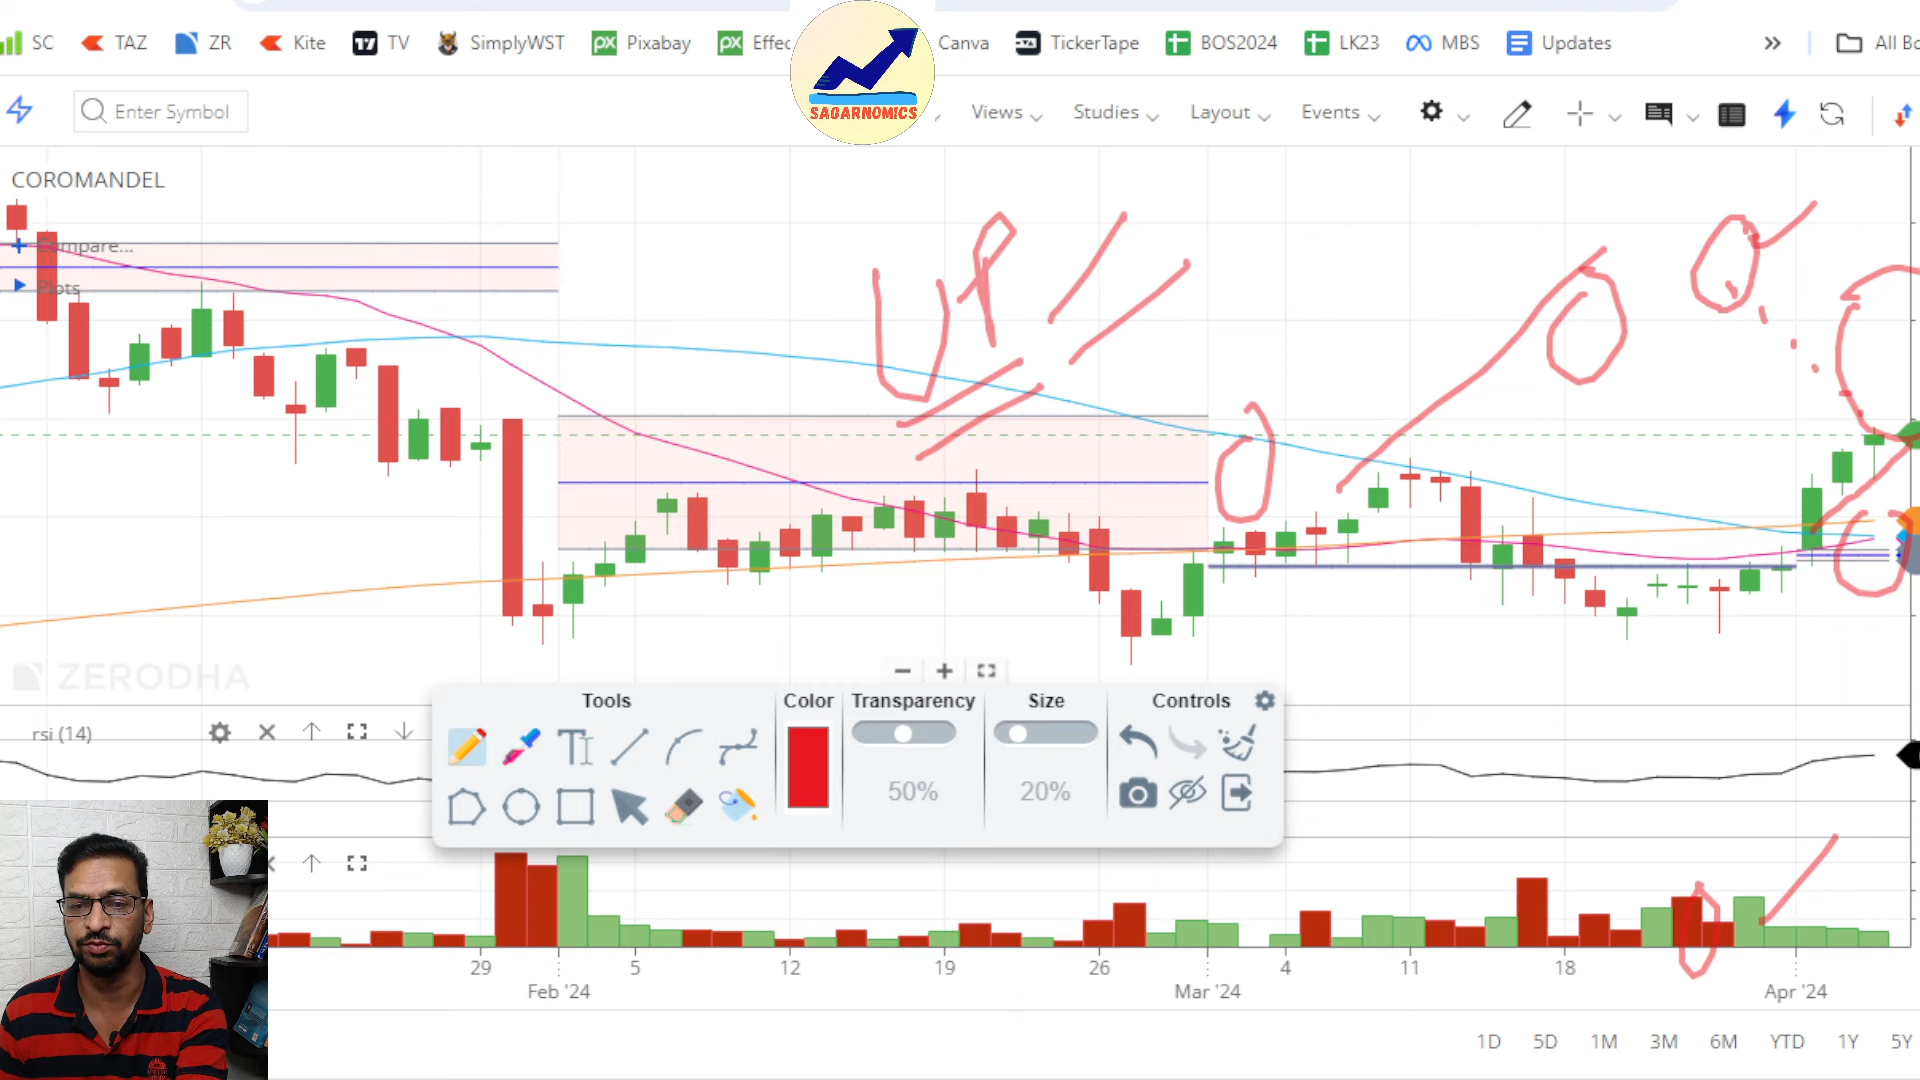 SC TAZ ZR Kite TV SimplyWST Pixabay Effec Canva TickerTape BOS2024 LK23 MBS Updates » All Bo
SAGARNOMICS
Enter Symbol Views Studies Layout Events
COROMANDEL
Compare...
Plots
UP
ZERODHA
rsi (14)
Tools Color Transparency Size Controls
50% 20%
29 5 12 19 26 4 11 18
Feb '24 Mar '24 Apr '24
1D 5D 1M 3M 6M YTD 1Y 5Y